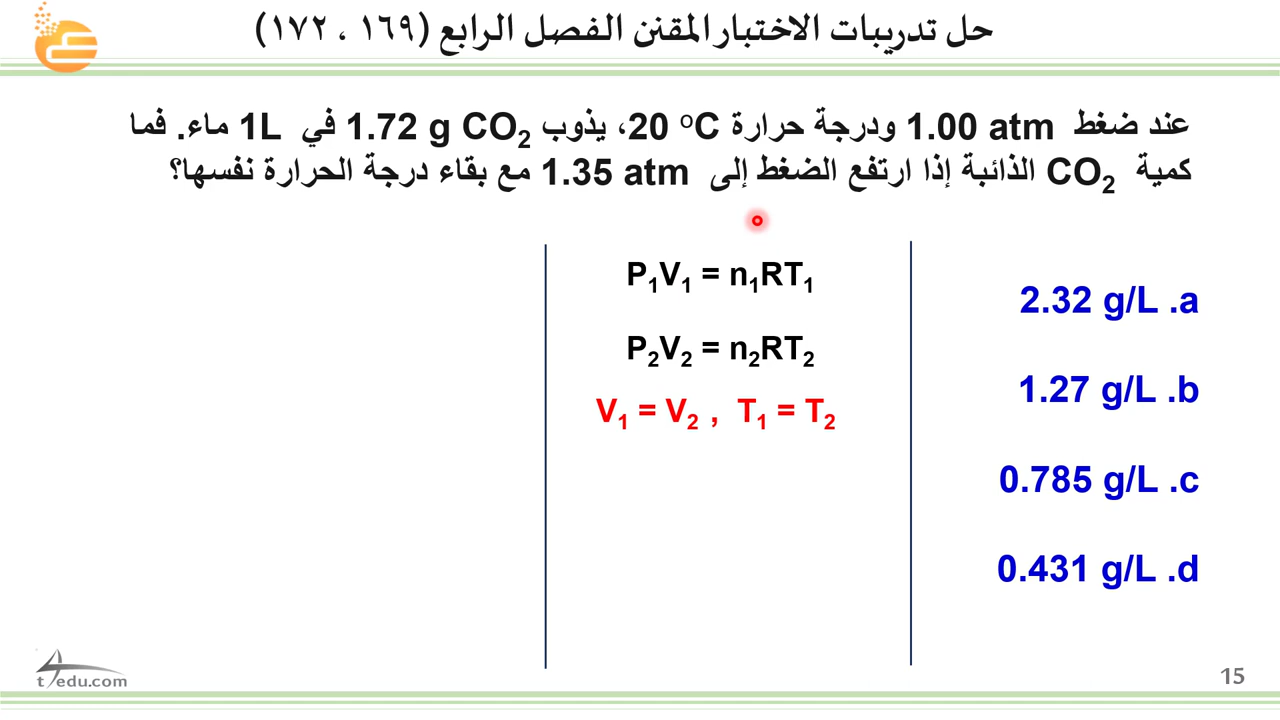 حل تدريبات الاختبار المقنن الفصل الرابع (١٦٩ ، ١٧٢)
عند ضغط 1.00 atm ودرجة حرارة 20 ºC، يذوب 1.72 g CO₂ في 1L ماء. فما
كمية CO₂ الذائبة إذا ارتفع الضغط إلى 1.35 atm مع بقاء درجة الحرارة نفسها؟
2.32 g/L .a
1.27 g/L .b
0.785 g/L .c
0.431 g/L .d
P₁V₁ = n₁RT₁
P₂V₂ = n₂RT₂
V₁ = V₂ , T₁ = T₂
t4edu.com
15